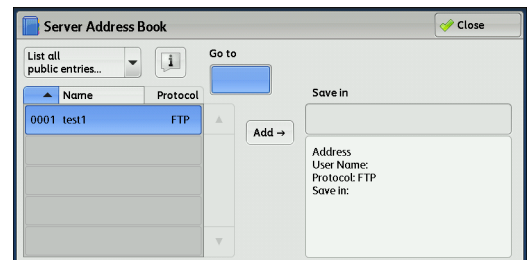 Server Address Book
Close
List all
public entries...
Go to
Name Protocol
0001 test1 FTP
Add →
Save in
Address
User Name:
Protocol: FTP
Save in: